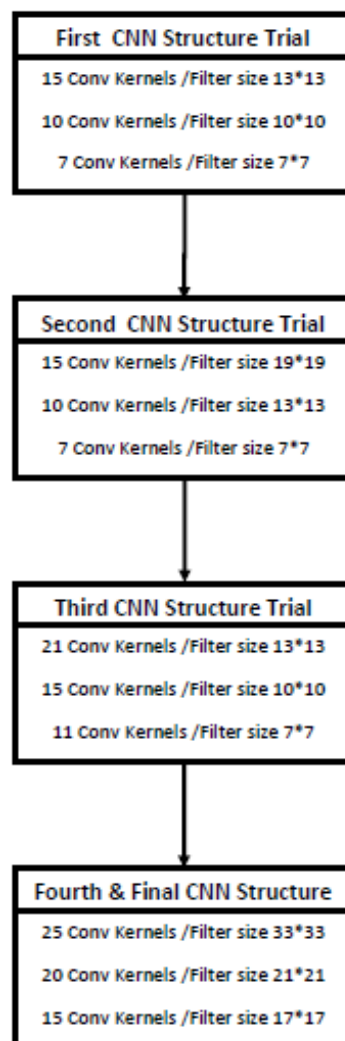 First CNN Structure Trial
15 Conv Kernels /Filter size 13*13
10 Conv Kernels /Filter size 10*10
7 Conv Kernels /Filter size 7*7
Second CNN Structure Trial
15 Conv Kernels /Filter size 19*19
10 Conv Kernels /Filter size 13*13
7 Conv Kernels /Filter size 7*7
Third CNN Structure Trial
21 Conv Kernels /Filter size 13*13
15 Conv Kernels /Filter size 10*10
11 Conv Kernels /Filter size 7*7
Fourth & Final CNN Structure
25 Conv Kernels /Filter size 33*33
20 Conv Kernels /Filter size 21*21
15 Conv Kernels /Filter size 17*17